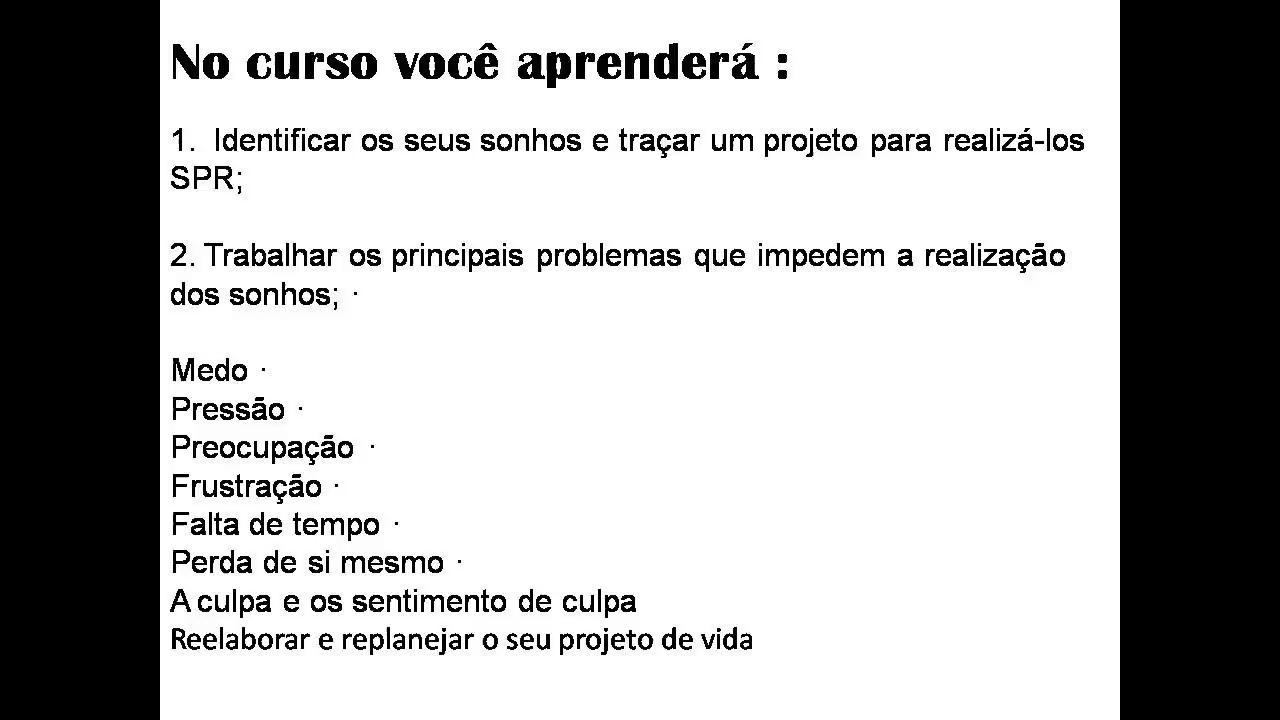 No curso você aprenderá :
1. Identificar os seus sonhos e traçar um projeto para realizá-los
SPR;
2. Trabalhar os principais problemas que impedem a realização
dos sonhos; ·
Medo ·
Pressão ·
Preocupação ·
Frustração ·
Falta de tempo ·
Perda de si mesmo ·
A culpa e os sentimento de culpa
Reelaborar e replanejar o seu projeto de vida